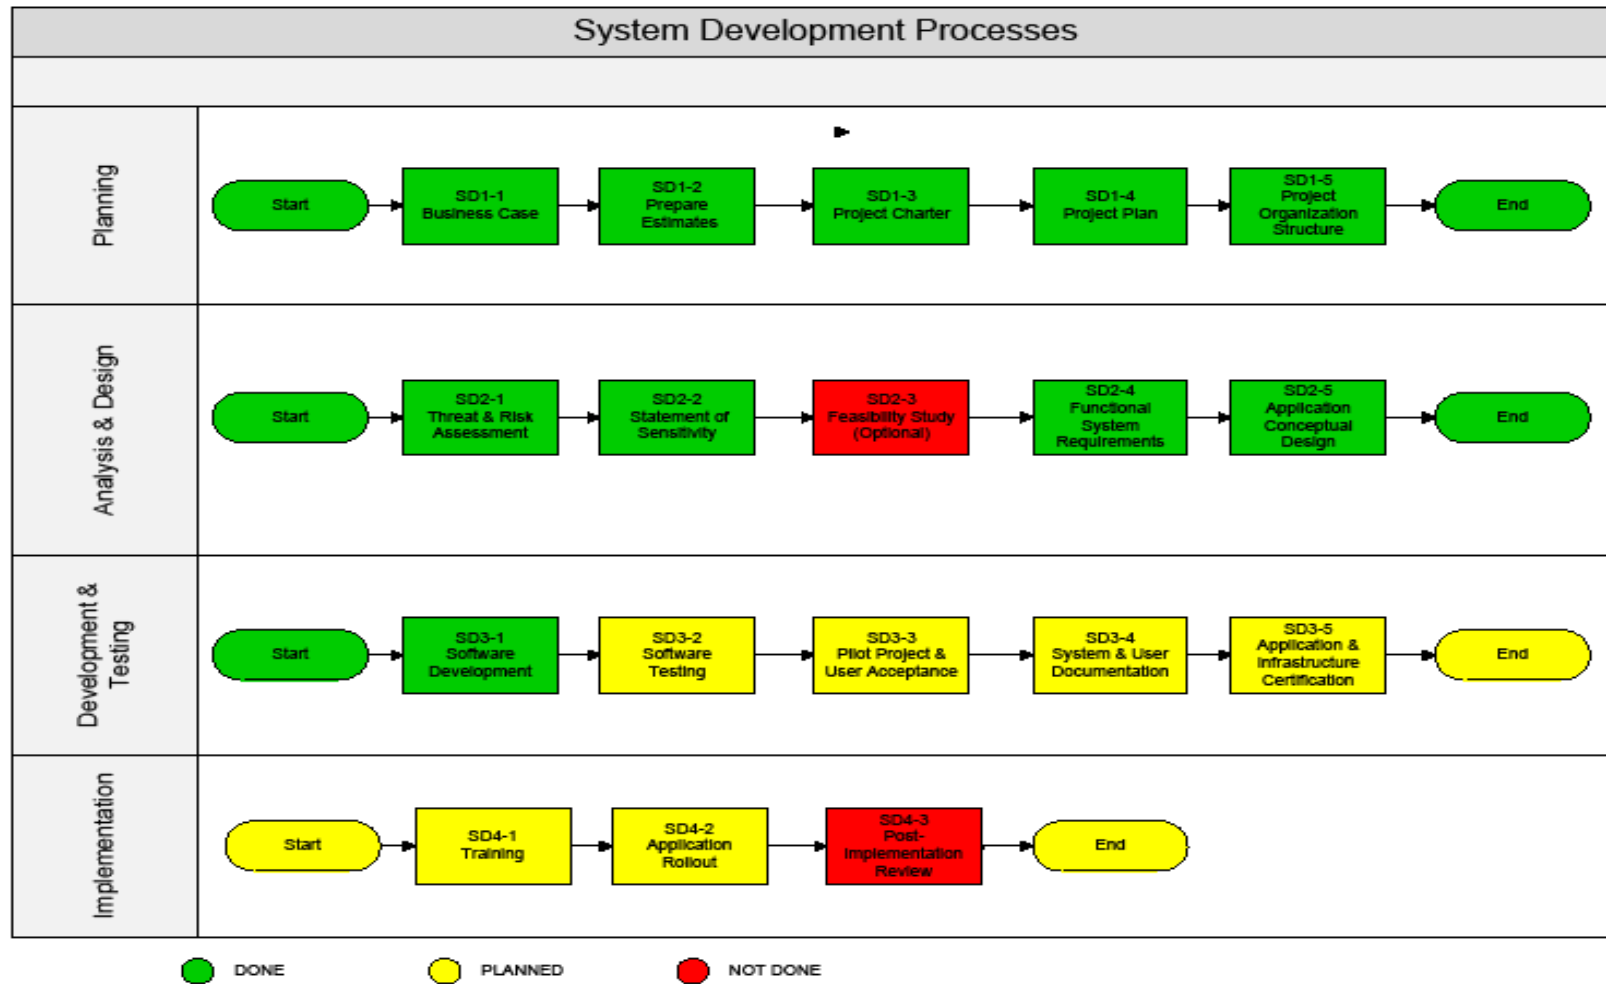 System Development Processes
Planning
Start
SD1-1
Business Case
SD1-2
Prepare
Estimates
SD1-3
Project Charter
SD1-4
Project Plan
SD1-5
Project
Organization
Structure
End
Analysis & Design
Start
SD2-1
Threat & Risk
Assessment
SD2-2
Statement of
Sensitivity
SD2-3
Feasibility Study
(Optional)
SD2-4
Functional
System
Requirements
SD2-5
Application
Conceptual
Design
End
Development &
Testing
Start
SD3-1
Software
Development
SD3-2
Software
Testing
SD3-3
Pilot Project &
User Acceptance
SD3-4
System & User
Documentation
SD3-5
Application &
Infrastructure
Certification
End
Implementation
Start
SD4-1
Training
SD4-2
Application
Rollout
SD4-3
Post-
Implementation
Review
End
DONE
PLANNED
NOT DONE